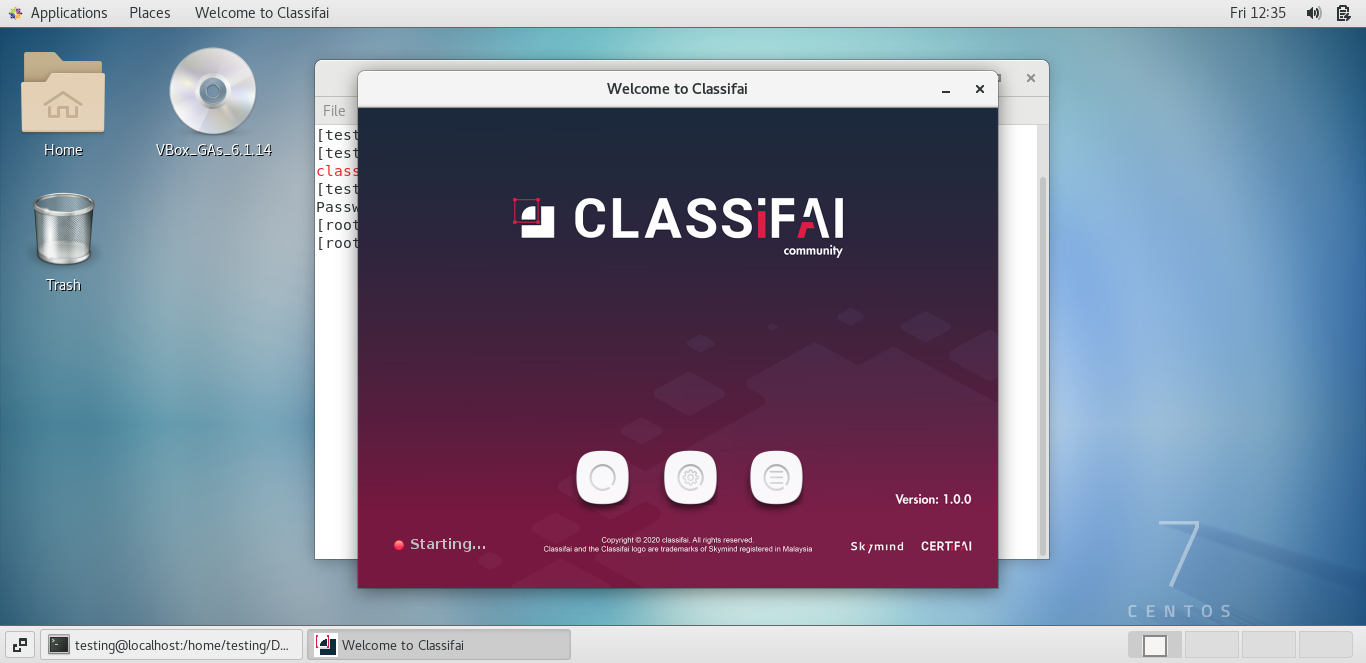 Applications Places Welcome to Classifai Fri 12:35
Home
VBox_GAs_6.1.14
Trash
File
[test
[test
class
[test
Passw
[root
[root
Welcome to Classifai
CLASSiFAI
community
Version: 1.0.0
Starting...
Copyright © 2020 classifai. All rights reserved.
Classifai and the Classifai logo are trademarks of Skymind registered in Malaysia
Skymind CERTIFAI
7
CENTOS
testing@localhost:/home/testing/D... Welcome to Classifai